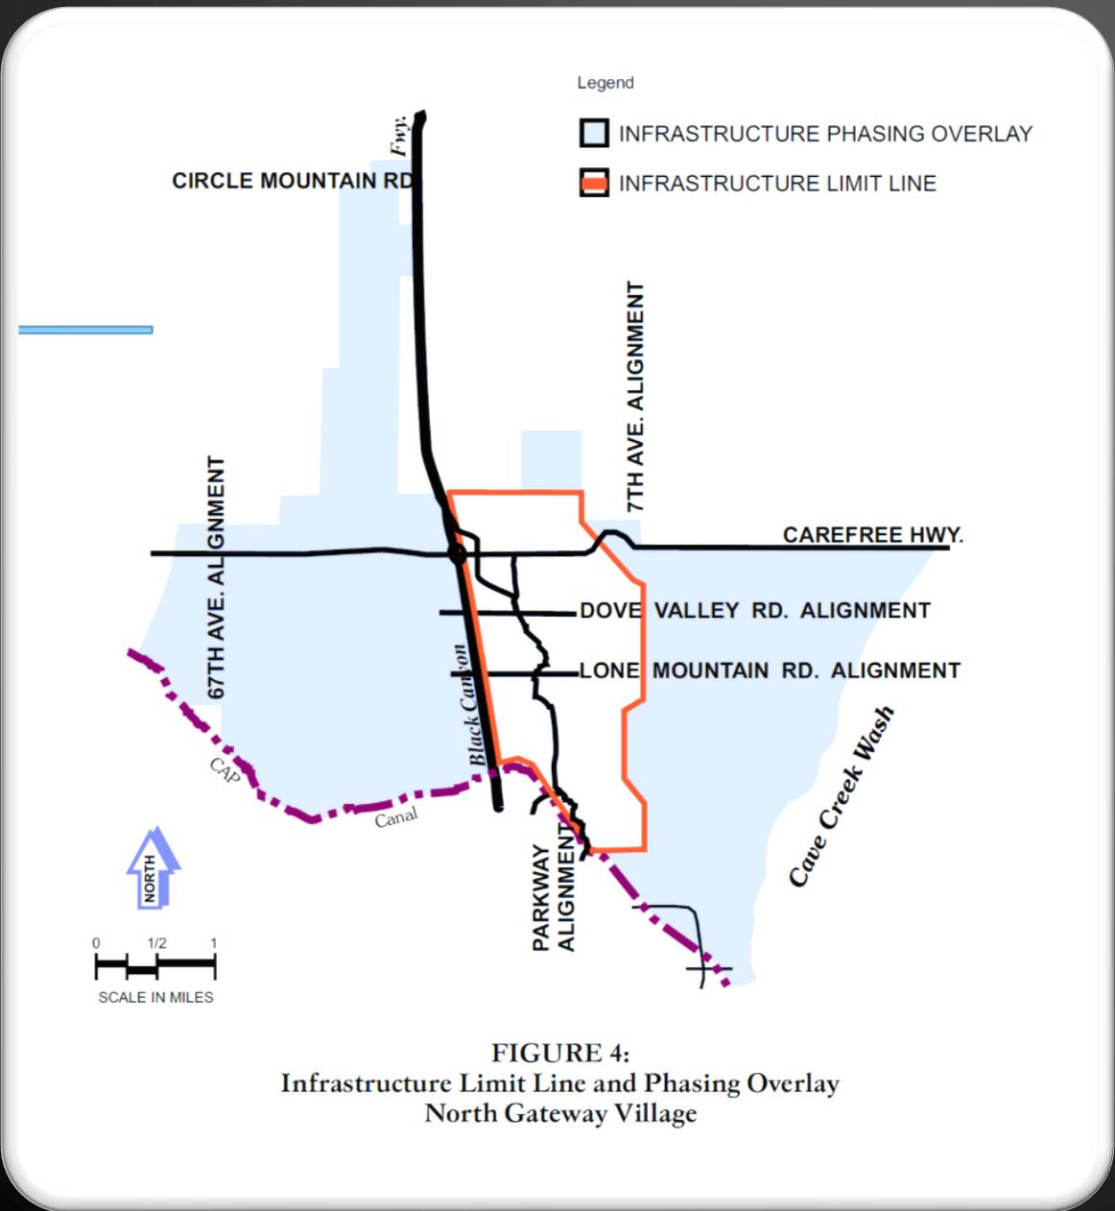 Legend
INFRASTRUCTURE PHASING OVERLAY
INFRASTRUCTURE LIMIT LINE
Fwy.
CIRCLE MOUNTAIN RD
7TH AVE. ALIGNMENT
67TH AVE. ALIGNMENT
CAREFREE HWY.
DOVE VALLEY RD. ALIGNMENT
LONE MOUNTAIN RD. ALIGNMENT
Black Canyon
Cave Creek Wash
CAP
Canal
PARKWAY
ALIGNMENT
NORTH
0 1/2 1
SCALE IN MILES
FIGURE 4:
Infrastructure Limit Line and Phasing Overlay
North Gateway Village